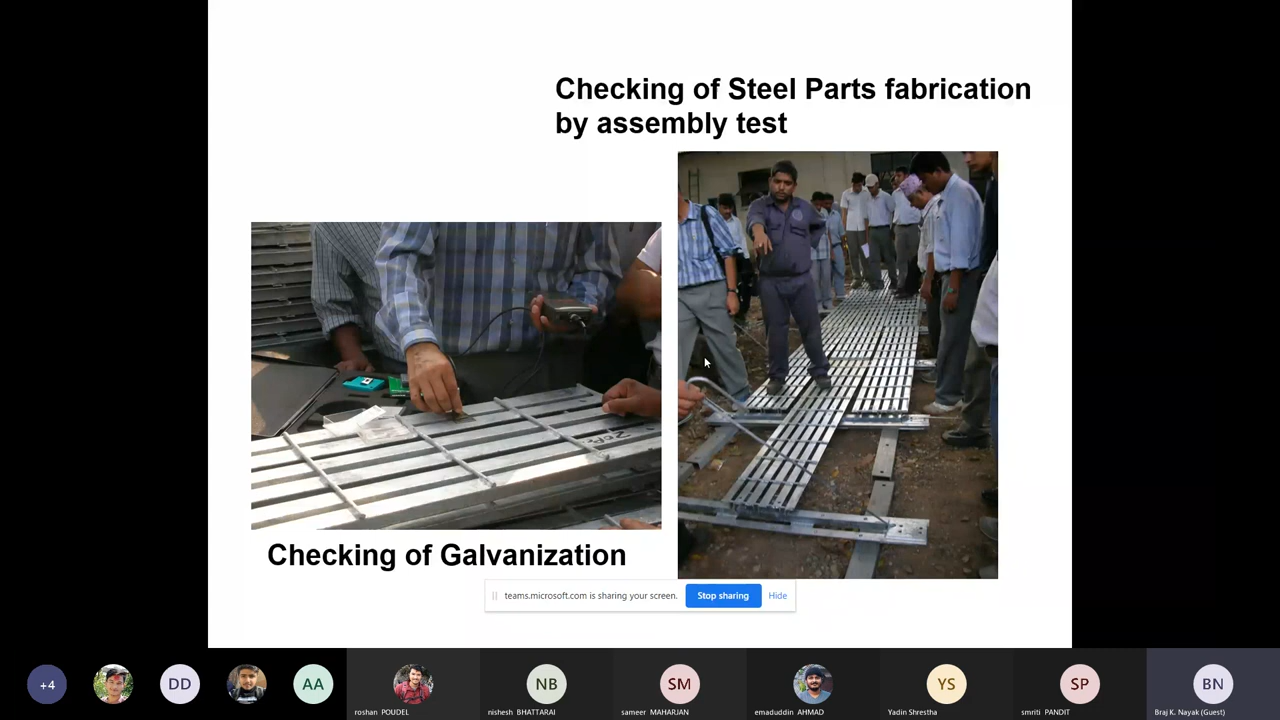 Checking of Steel Parts fabrication
by assembly test
Checking of Galvanization
teams.microsoft.com is sharing your screen.
Stop sharing
Hide
+4
DD
AA
NB
SM
YS
SP
BN
roshan POUDEL
nishesh BHATTARAI
sameer MAHARJAN
emaduddin AHMAD
Yadin Shrestha
smriti PANDIT
Braj K. Nayak (Guest)